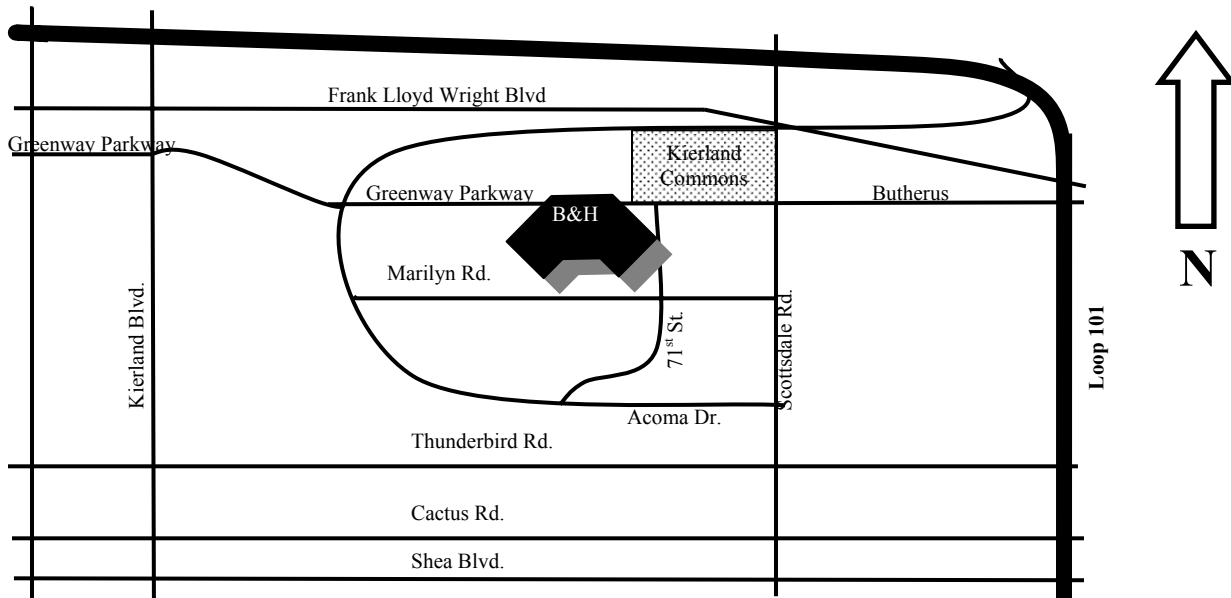 Frank Lloyd Wright Blvd
Greenway Parkway
Kierland
Commons
Greenway Parkway
Butherus
B&H
Marilyn Rd.
N
Kierland Blvd.
71st St.
Scottsdale Rd.
Loop 101
Acoma Dr.
Thunderbird Rd.
Cactus Rd.
Shea Blvd.